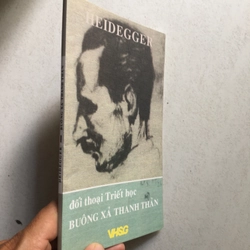 HEIDEGGER
đối thoại Triết học
BUÔNG XẢ THANH THẢN
VHSG